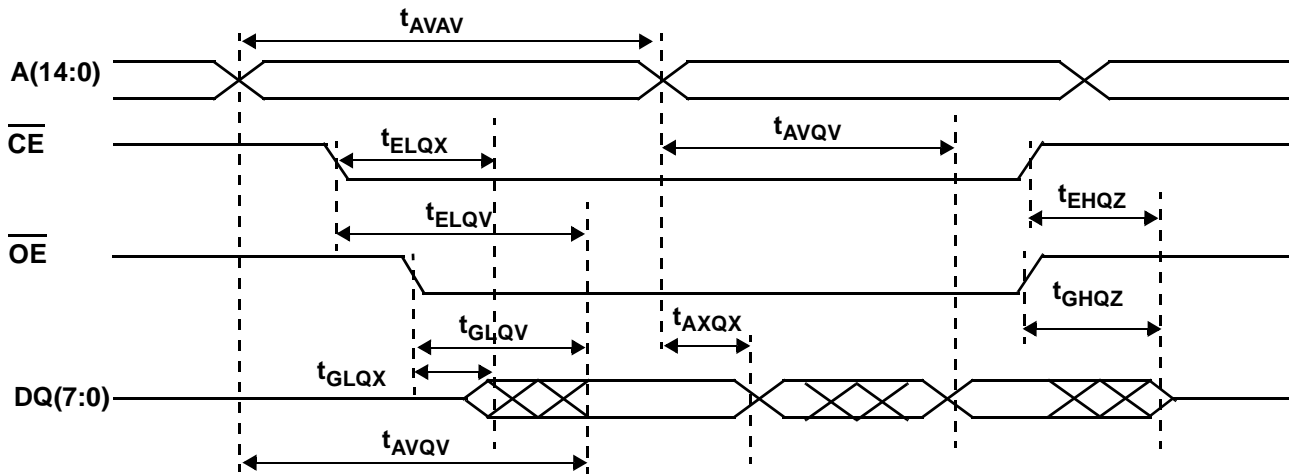 tAVAV
A(14:0)
CE
tELQX
tAVQV
tELQV
tEHQZ
OE
tGLQV
tAXQX
tGHQZ
tGLQX
DQ(7:0)
tAVQV